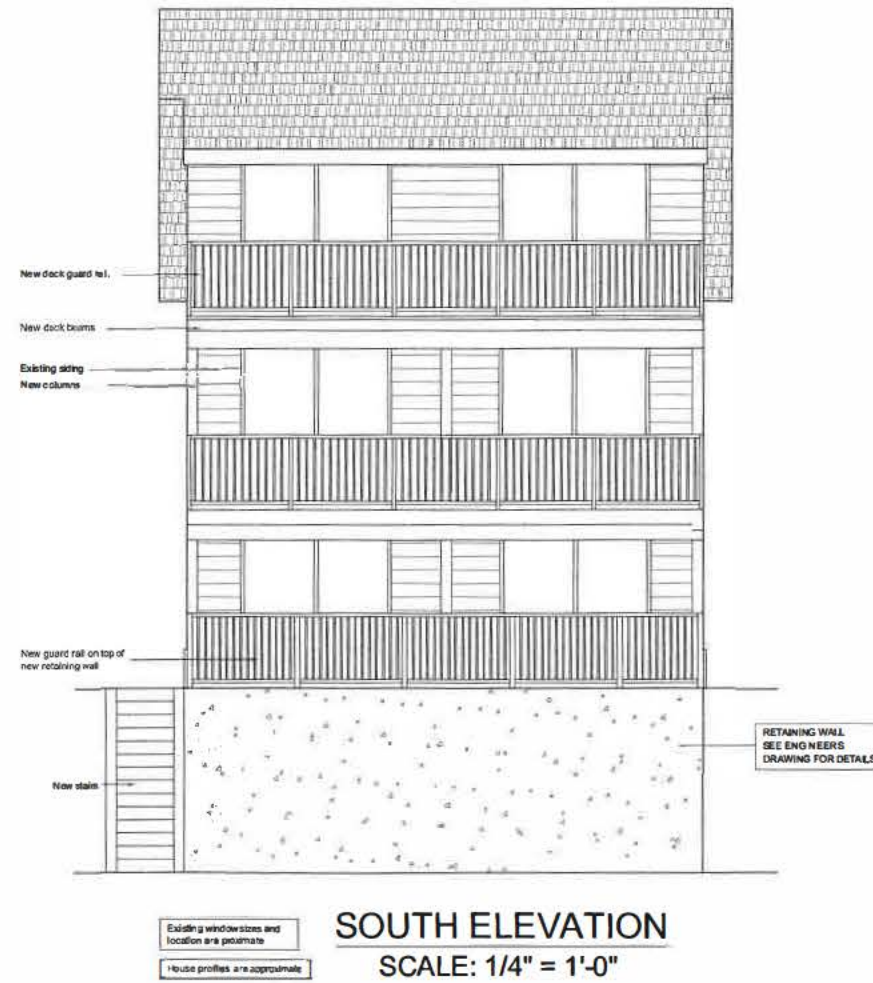 New deck guard rail.
New deck beams
Existing siding
New columns
New guard rail on top of
new retaining wall
RETAINING WALL
SEE ENG NEERS
DRAWING FOR DETAILS
New stairs
Existing window sizes and
location are proximate
House profiles are approximate
SOUTH ELEVATION
SCALE: 1/4" = 1'-0"